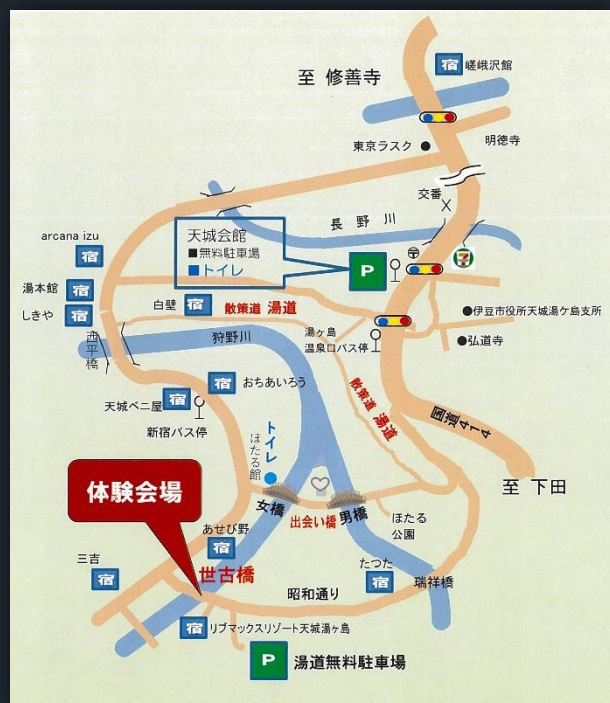 宿
嵯峨沢館
至 修善寺
東京ラスク
明徳寺
交番
長野川
天城会館
■無料駐車場
■トイレ
P
〒
7
arcana izu
宿
湯本館
宿
しきや
宿
白壁
宿
散策道 湯道
伊豆市役所天城湯ケ島支所
湯ヶ島
温泉口バス停
弘道寺
西平橋
狩野川
散策道 湯道
国道414
おちあいろう
宿
天城ベニ屋
宿
新宿バス停
トイレ
ほたる館
至 下田
体験会場
女橋
出会い橋
男橋
ほたる
公園
あせび野
宿
世古橋
三吉
宿
たつた
宿
瑞祥橋
昭和通り
宿
リブマックスリゾート天城湯ヶ島
P
湯道無料駐車場